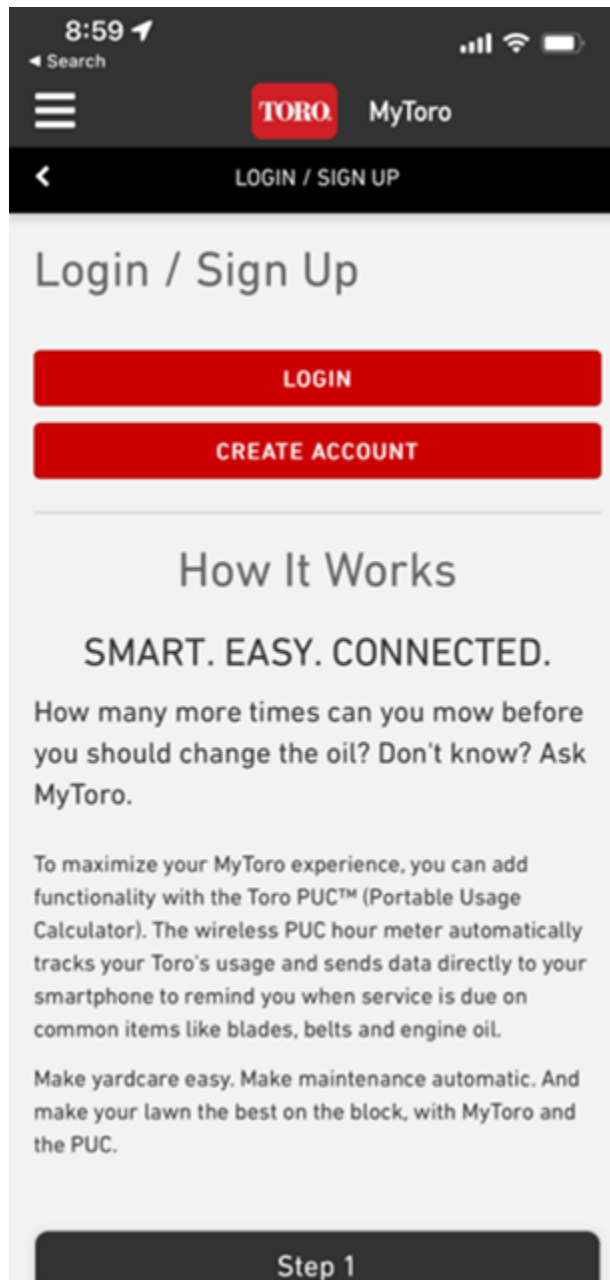 8:59
Search
TORO. MyToro
LOGIN / SIGN UP
Login / Sign Up
LOGIN
CREATE ACCOUNT
How It Works
SMART. EASY. CONNECTED.
How many more times can you mow before
you should change the oil? Don't know? Ask
MyToro.
To maximize your MyToro experience, you can add
functionality with the Toro PUC™ (Portable Usage
Calculator). The wireless PUC hour meter automatically
tracks your Toro's usage and sends data directly to your
smartphone to remind you when service is due on
common items like blades, belts and engine oil.
Make yardcare easy. Make maintenance automatic. And
make your lawn the best on the block, with MyToro and
the PUC.
Step 1